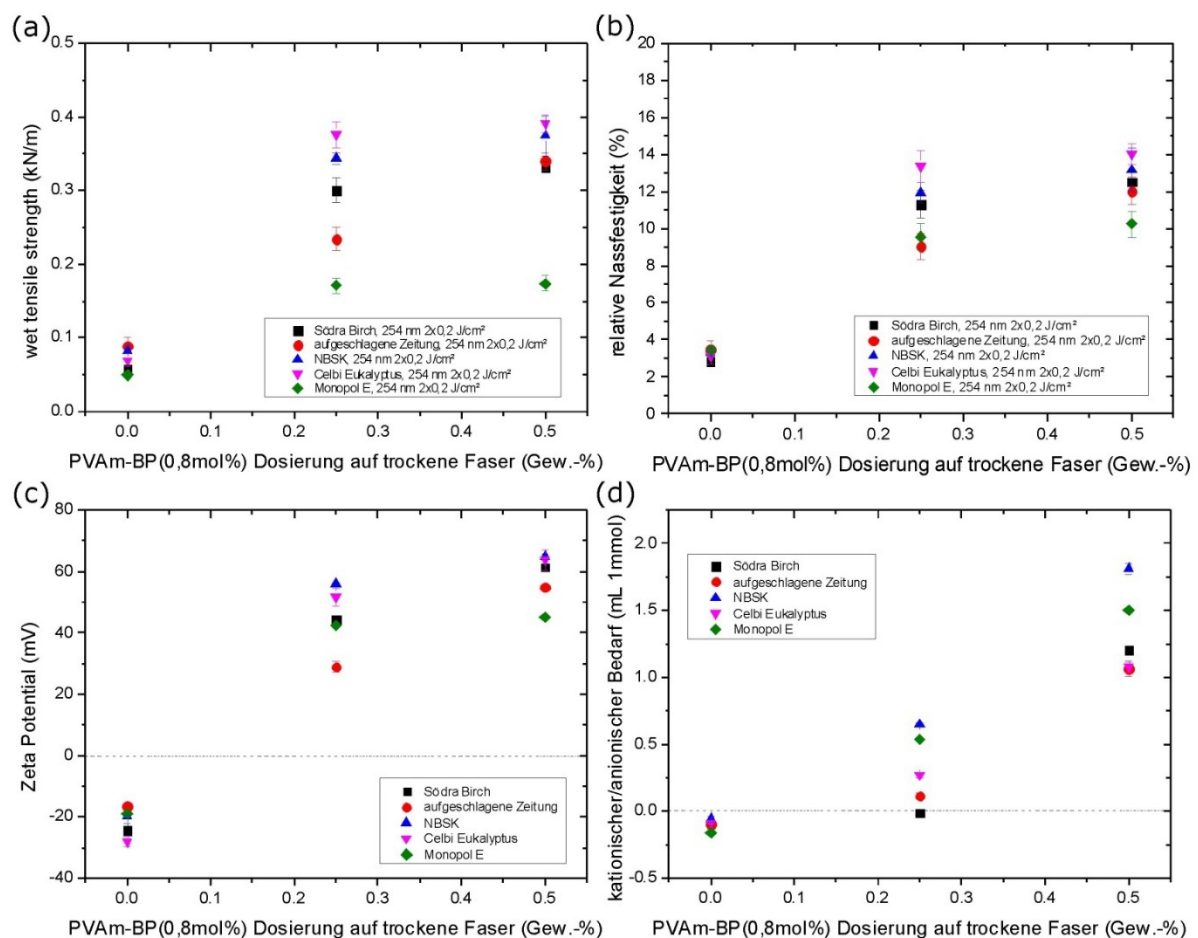 (a)
0.5
0.4
0.3
0.2
0.1
0.0
wet tensile strength (kN/m)
Södra Birch, 254 nm 2x0,2 J/cm²
aufgeschlagene Zeitung, 254 nm 2x0,2 J/cm²
NBSK, 254 nm 2x0,2 J/cm²
Celbi Eukalyptus, 254 nm 2x0,2 J/cm²
Monopol E, 254 nm 2x0,2 J/cm²
0.0 0.1 0.2 0.3 0.4 0.5
PVAm-BP(0,8mol%) Dosierung auf trockene Faser (Gew.-%)
(b)
20
18
16
14
12
10
8
6
4
2
0
relative Nassfestigkeit (%)
Södra Birch, 254 nm 2x0,2 J/cm²
aufgeschlagene Zeitung, 254 nm 2x0,2 J/cm²
NBSK, 254 nm 2x0,2 J/cm²
Celbi Eukalyptus, 254 nm 2x0,2 J/cm²
Monopol E, 254 nm 2x0,2 J/cm²
0.0 0.1 0.2 0.3 0.4 0.5
PVAm-BP(0,8mol%) Dosierung auf trockene Faser (Gew.-%)
(c)
80
60
40
20
0
-20
-40
Zeta Potential (mV)
Södra Birch
aufgeschlagene Zeitung
NBSK
Celbi Eukalyptus
Monopol E
0.0 0.1 0.2 0.3 0.4 0.5
PVAm-BP(0,8mol%) Dosierung auf trockene Faser (Gew.-%)
(d)
2.0
1.5
1.0
0.5
0.0
-0.5
kationischer/anionischer Bedarf (mL 1mmol)
Södra Birch
aufgeschlagene Zeitung
NBSK
Celbi Eukalyptus
Monopol E
0.0 0.1 0.2 0.3 0.4 0.5
PVAm-BP(0,8mol%) Dosierung auf trockene Faser (Gew.-%)